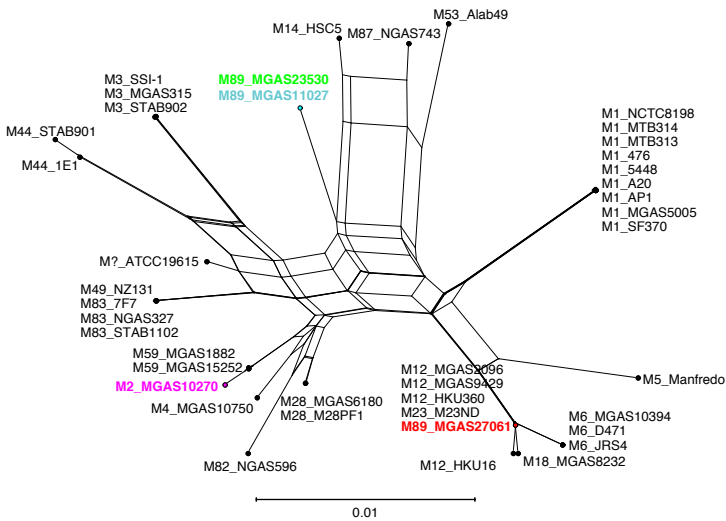 M53_Alab49
M14_HSC5
M87_NGAS743
M3_SSI-1
M3_MGAS315
M3_STAB902
M89_MGAS23530
M89_MGAS11027
M44_STAB901
M44_1E1
M1_NCTC8198
M1_MTB314
M1_MTB313
M1_476
M1_5448
M1_A20
M1_AP1
M1_MGAS5005
M1_SF370
M?_ATCC19615
M49_NZ131
M83_7F7
M83_NGAS327
M83_STAB1102
M59_MGAS1882
M59_MGAS15252
M2_MGAS10270
M4_MGAS10750
M28_MGAS6180
M28_M28PF1
M82_NGAS596
M12_MGAS2096
M12_MGAS9429
M12_HKU360
M23_M23ND
M89_MGAS27061
M5_Manfredo
M6_MGAS10394
M6_D471
M6_JRS4
M12_HKU16
M18_MGAS8232
0.01